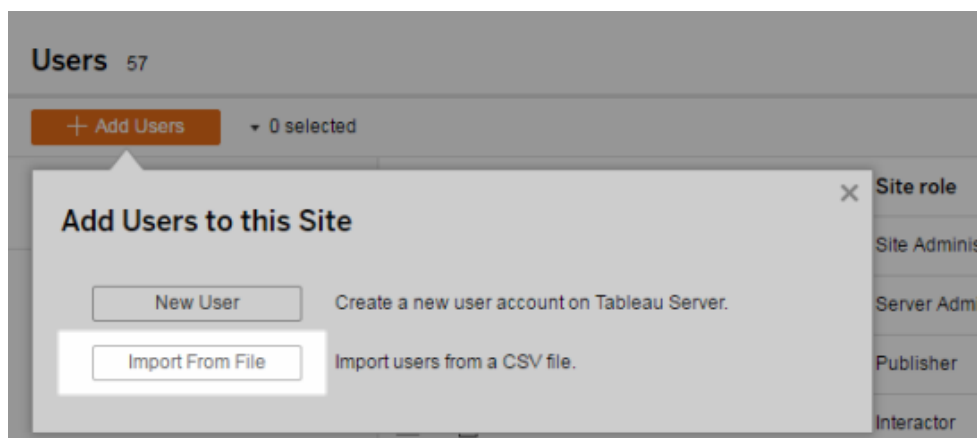 Users 57
+ Add Users 0 selected
Add Users to this Site
Site role
Site Adminis
New User Create a new user account on Tableau Server.
Server Adm
Import From File Import users from a CSV file.
Publisher
Interactor